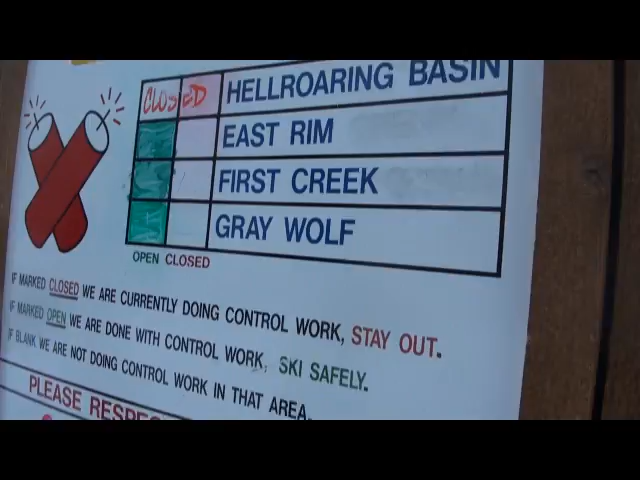 CLOSED HELLROARING BASIN
EAST RIM
FIRST CREEK
GRAY WOLF
OPEN CLOSED
IF MARKED CLOSED WE ARE CURRENTLY DOING CONTROL WORK, STAY OUT.
IF MARKED OPEN WE ARE DONE WITH CONTROL WORK, SKI SAFELY.
IF BLANK WE ARE NOT DOING CONTROL WORK IN THAT AREA.
PLEASE